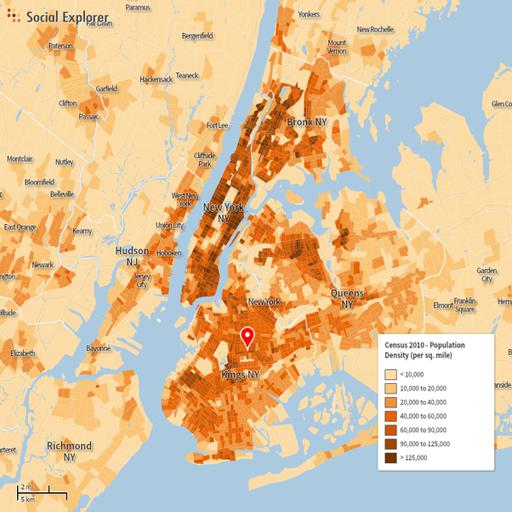 Social Explorer
Paramus
Yonkers
Bergenfield
New Rochelle
Mount
Vernon
Paterson
Hackensack
Teaneck
Garfield
Clifton
Passaic
Glen Co
Fort Lee
Bronx NY
Montclair
Nutley
Cliffside
Park
Bloomfield
Belleville
West New
York
New York
NY
East Orange
Kearny
Union City
Hudson
NJ
Hoboken
Newark
Jersey
City
Garden
City
Queens
NY
New York
Elmont
Franklin
Square
Hem
Elizabeth
Bayonne
Kings NY
Census 2010 - Population
Density (per sq. mile)
< 10,000
10,000 to 20,000
20,000 to 40,000
40,000 to 60,000
60,000 to 90,000
90,000 to 125,000
> 125,000
Richmond
NY
2 mi
5 km